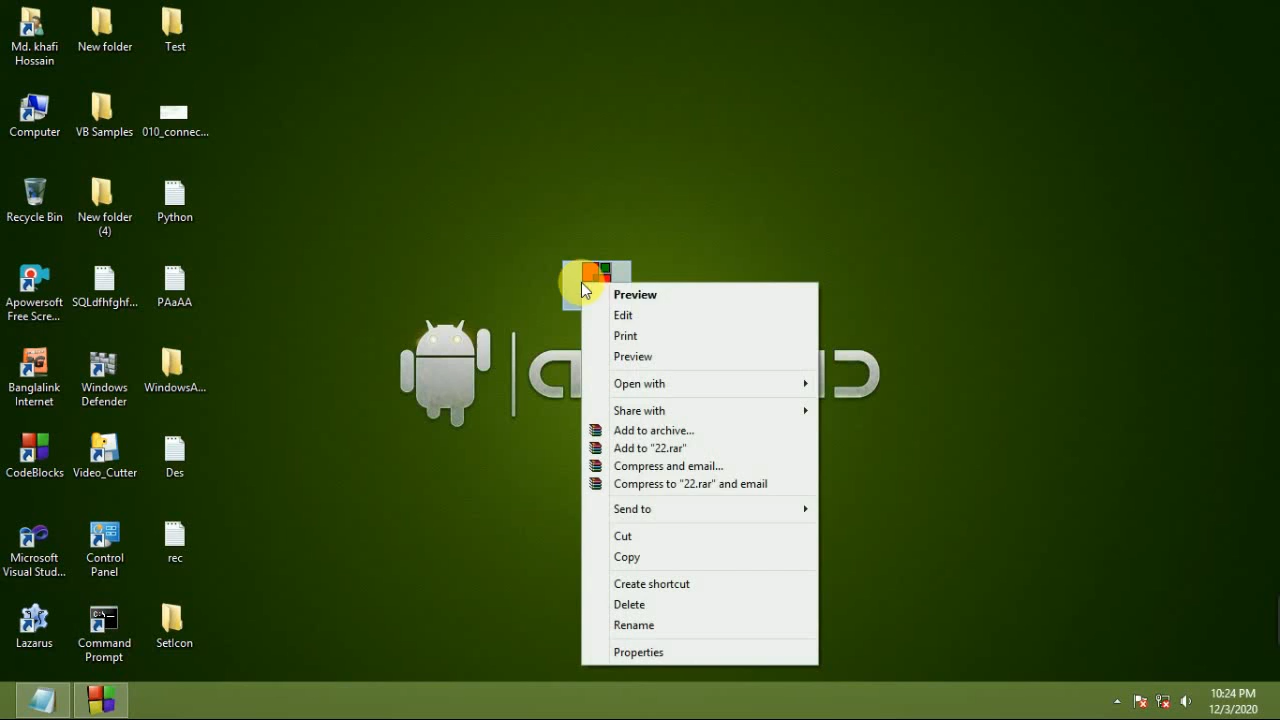 Md. khafi
Hossain
New folder
Test
Computer
VB Samples
010_connec...
Recycle Bin
New folder
(4)
Python
Apowersoft
Free Scre...
SQLdfhfghf...
PAaAA
Banglalink
Internet
Windows
Defender
WindowsA...
CodeBlocks
Video_Cutter
Des
Microsoft
Visual Stud...
Control
Panel
rec
Lazarus
Command
Prompt
SetIcon
Preview
Edit
Print
Preview
Open with
Share with
Add to archive...
Add to "22.rar"
Compress and email...
Compress to "22.rar" and email
Send to
Cut
Copy
Create shortcut
Delete
Rename
Properties
10:24 PM
12/3/2020